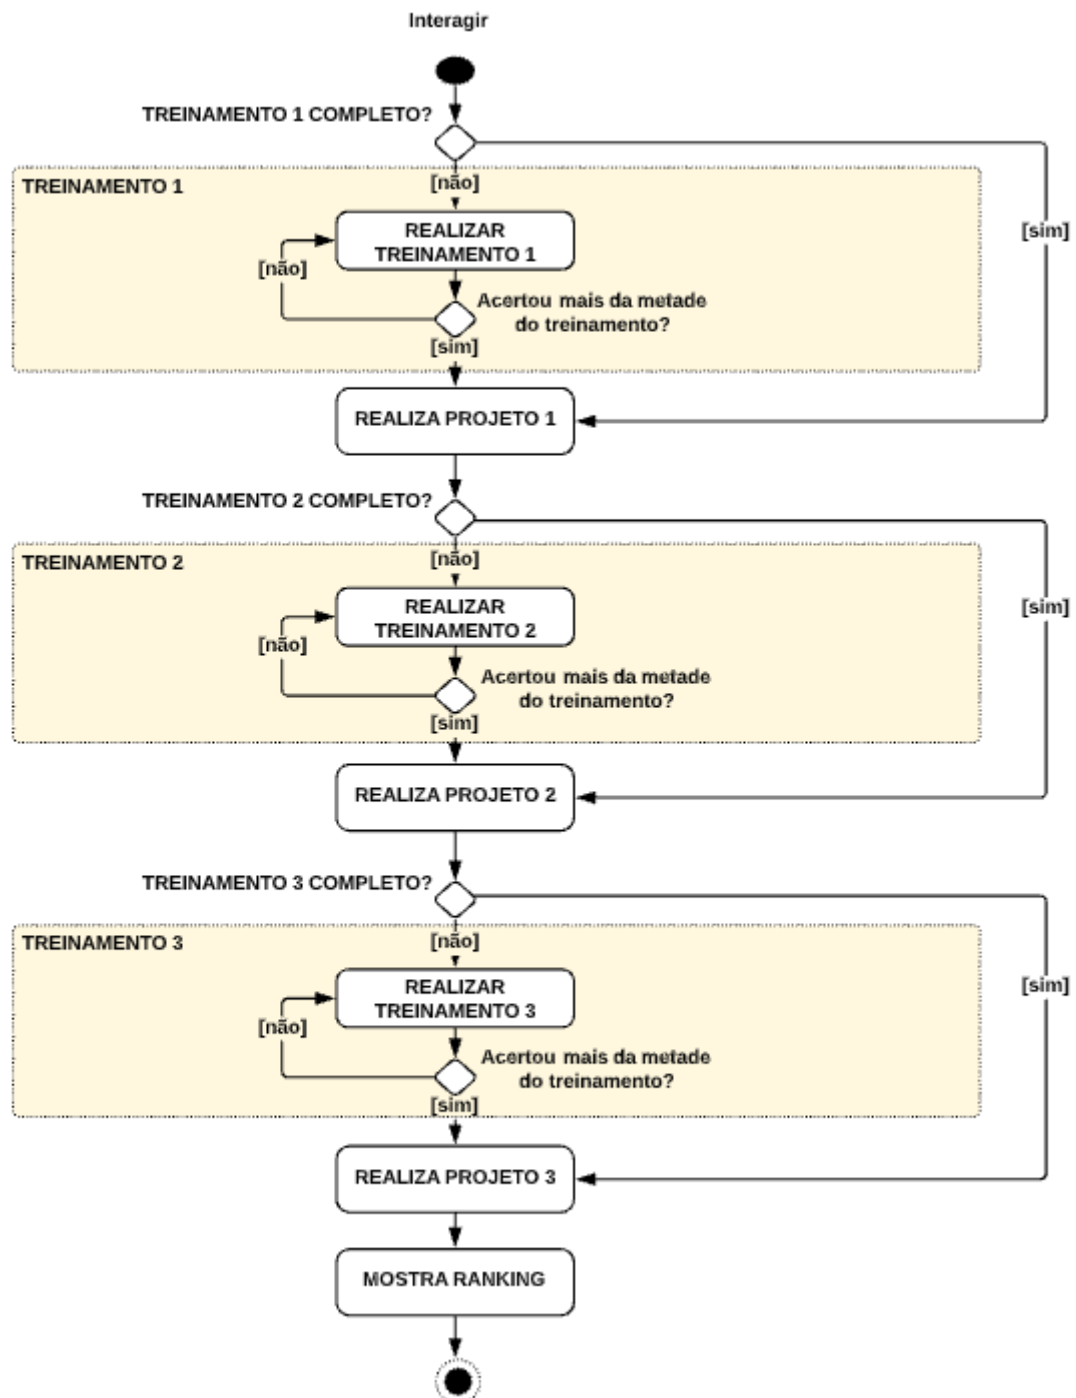 Interagir
TREINAMENTO 1 COMPLETO?
[não]
TREINAMENTO 1
[sim]
REALIZAR
TREINAMENTO 1
[não]
Acertou mais da metade
do treinamento?
[sim]
REALIZA PROJETO 1
TREINAMENTO 2 COMPLETO?
[não]
TREINAMENTO 2
[sim]
REALIZAR
TREINAMENTO 2
[não]
Acertou mais da metade
do treinamento?
[sim]
REALIZA PROJETO 2
TREINAMENTO 3 COMPLETO?
[não]
TREINAMENTO 3
[sim]
REALIZAR
TREINAMENTO 3
[não]
Acertou mais da metade
do treinamento?
[sim]
REALIZA PROJETO 3
MOSTRA RANKING